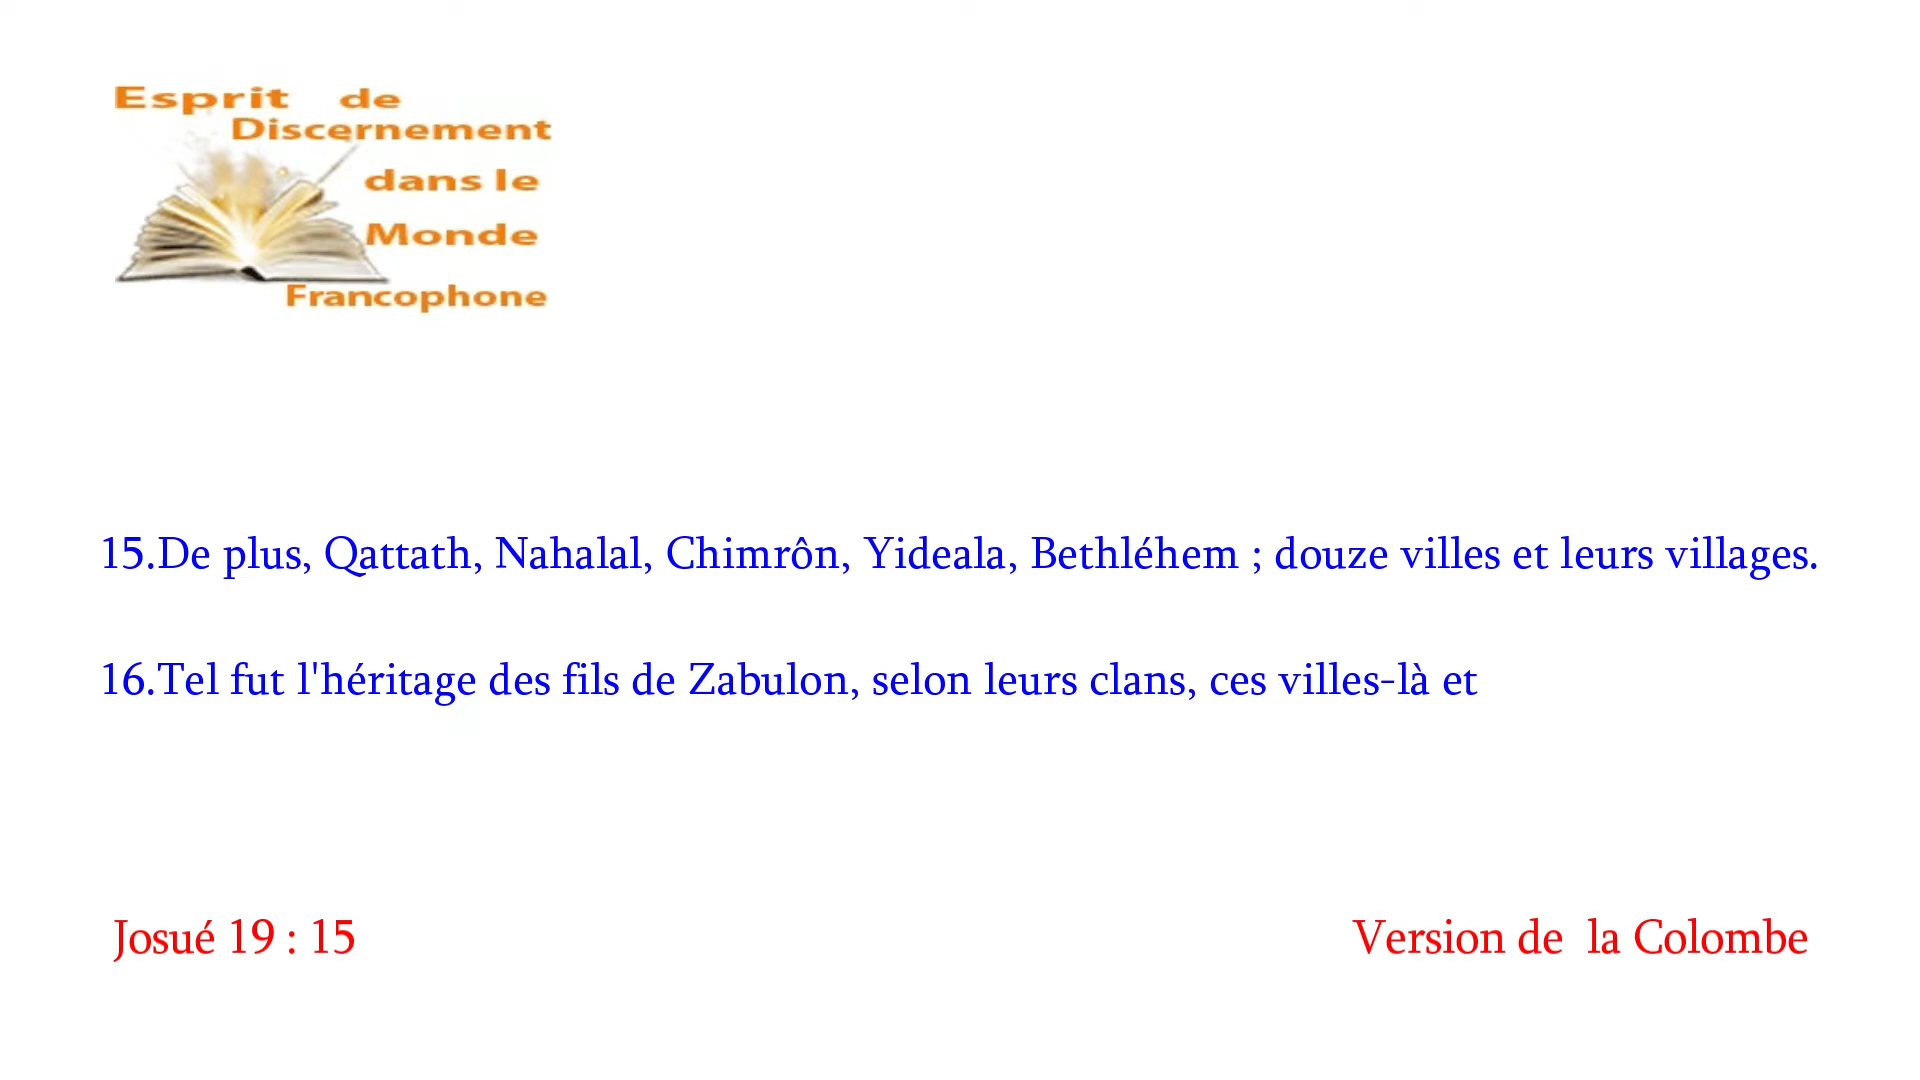 Esprit de
Discernement
dans le
Monde
Francophone
15.De plus, Qattath, Nahalal, Chimrôn, Yideala, Bethléhem ; douze villes et leurs villages.
16.Tel fut l'héritage des fils de Zabulon, selon leurs clans, ces villes-là et
Josué 19 : 15
Version de  la Colombe